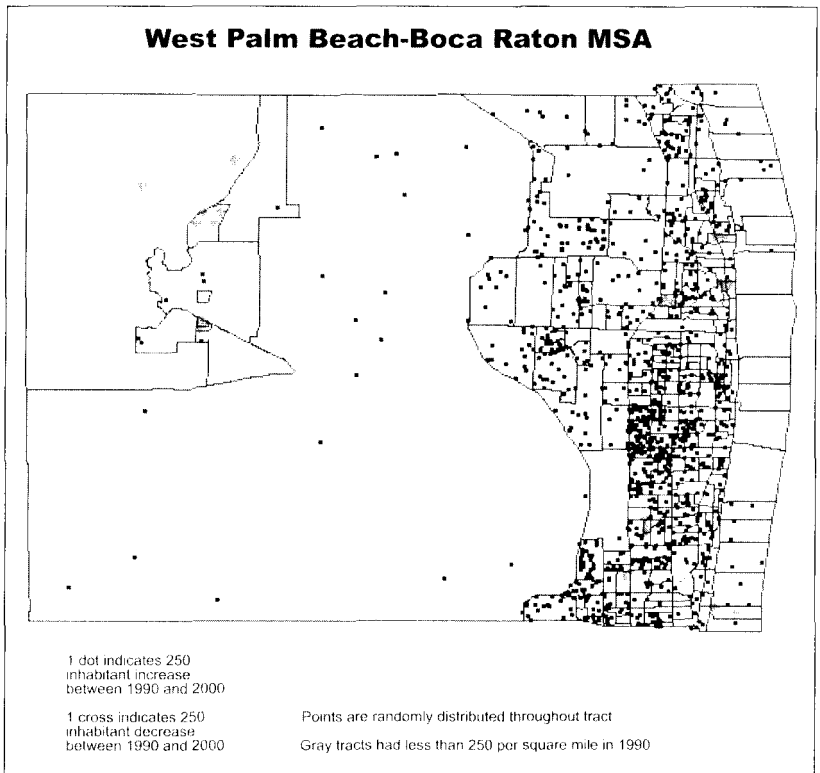 West Palm Beach-Boca Raton MSA
1 dot indicates 250
inhabitant increase
between 1990 and 2000
1 cross indicates 250
inhabitant decrease
between 1990 and 2000
Points are randomly distributed throughout tract
Gray tracts had less than 250 per square mile in 1990